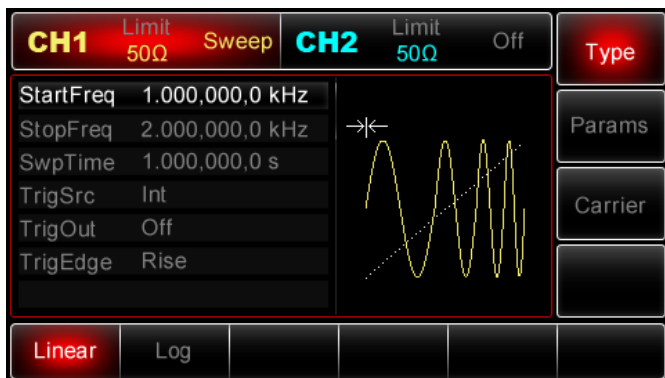 CH1 Limit 50Ω Sweep CH2 Limit 50Ω Off
Type
StartFreq 1.000,000,0 kHz
StopFreq 2.000,000,0 kHz
SwpTime 1.000,000,0 s
TrigSrc Int
TrigOut Off
TrigEdge Rise
Params
Carrier
Linear Log